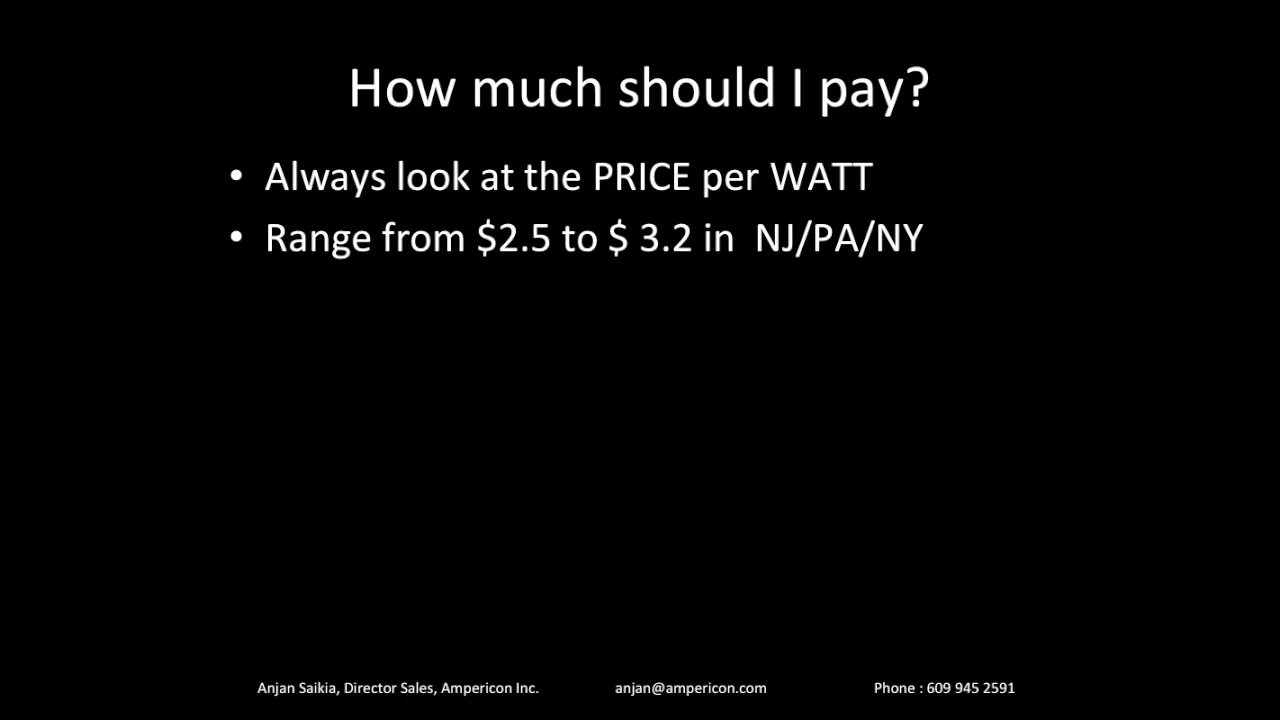 How much should I pay?
• Always look at the PRICE per WATT
• Range from $2.5 to $ 3.2 in  NJ/PA/NY
Anjan Saikia, Director Sales, Ampericon Inc. anjan@ampericon.com Phone : 609 945 2591